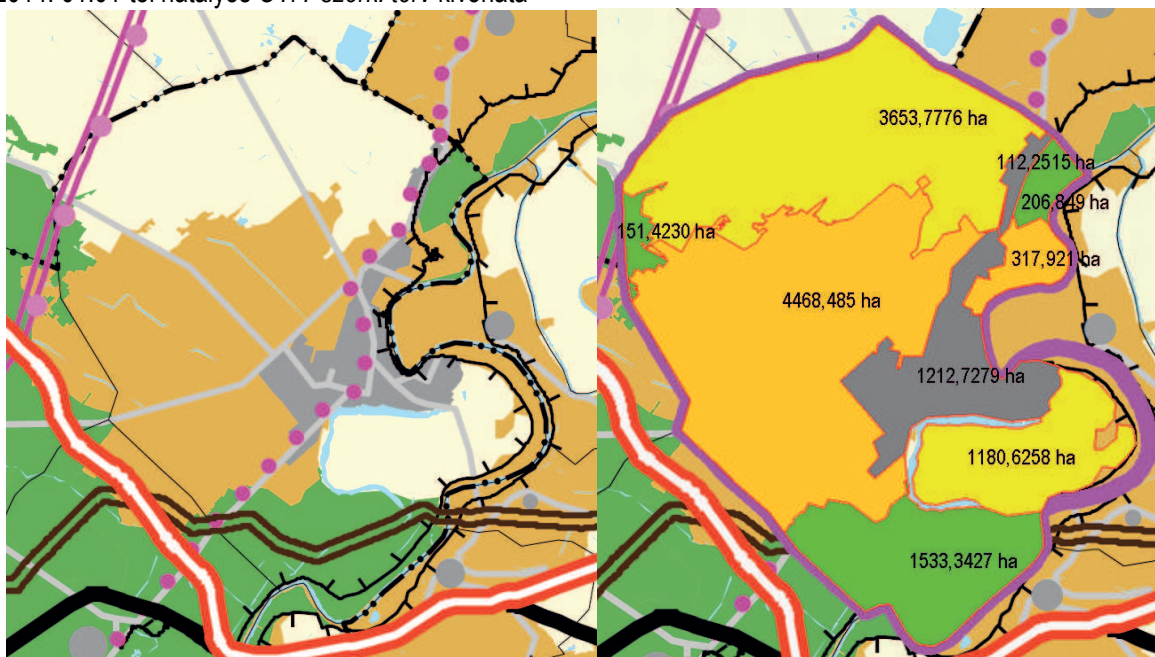 3653,7776 ha
112,2515 ha
206,849 ha
151,4230 ha
317,921 ha
4468,485 ha
1212,7279 ha
1180,6258 ha
1533,3427 ha